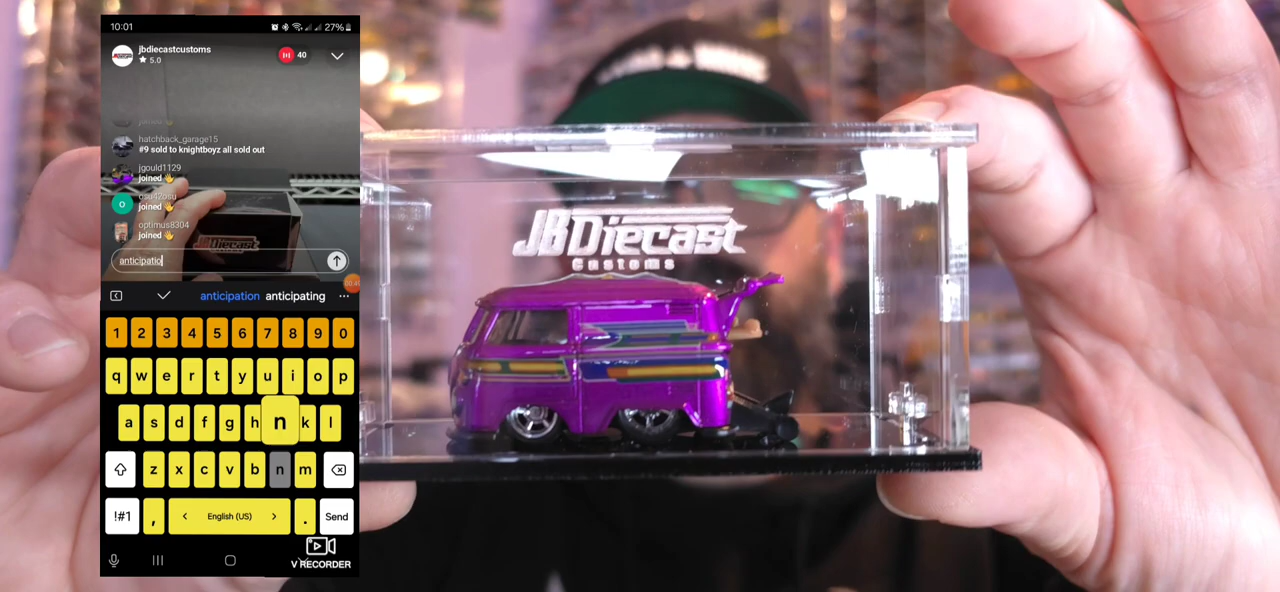 10:01
27%
jbdiecastcustoms
★ 5.0
40
hatchback_garage15
#9 sold to knightboyz all sold out
jgould1129
joined 👋
joined 👋
optimus8304
joined 👋
JBDiecast
anticipatio
anticipation anticipating
1 2 3 4 5 6 7 8 9 0
q w e r t y u i o p
a s d f g h n k l
z x c v b n m
!#1 , < English (US) > . Send
V RECORDER
JBDiecast
Customs